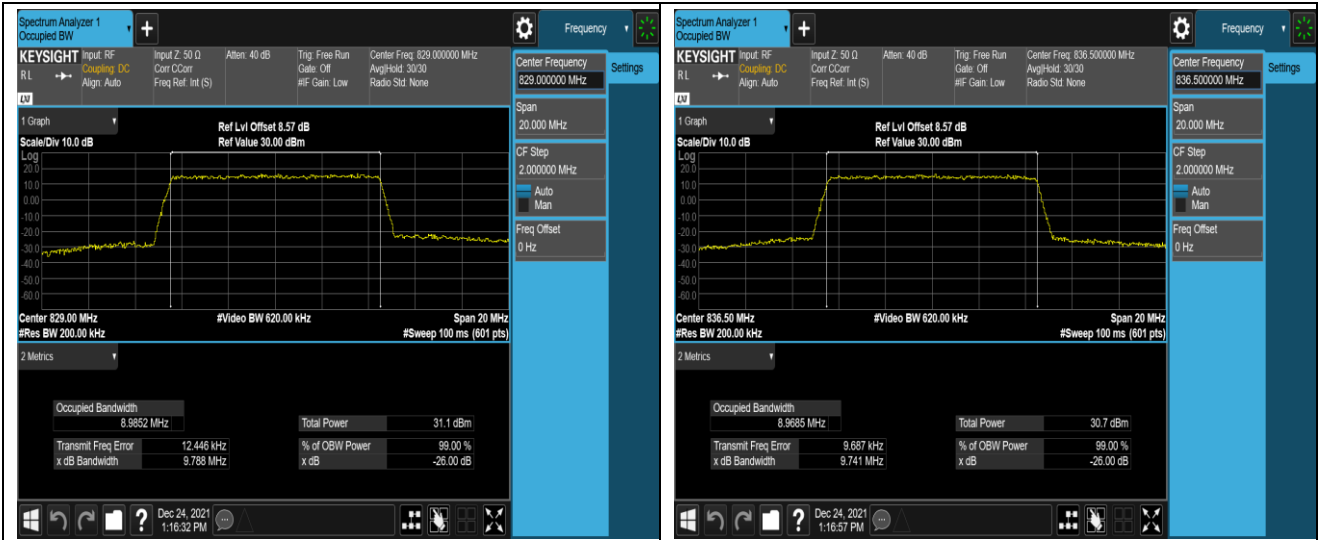 Spectrum Analyzer 1
Occupied BW
+
Frequency
KEYSIGHT
Input: RF
Coupling: DC
Align: Auto
Input Z: 50 Ω
Corr CCorr
Freq Ref: Int (S)
Atten: 40 dB
Trig: Free Run
Gate: Off
#IF Gain: Low
Center Freq: 829.000000 MHz
Avg|Hold: 30/30
Radio Std: None
RL
LXI
Center Frequency
829.000000 MHz
Settings
Span
20.000 MHz
CF Step
2.000000 MHz
Auto
Man
Freq Offset
0 Hz
1 Graph
Ref Lvl Offset 8.57 dB
Scale/Div 10.0 dB
Ref Value 30.00 dBm
Log
20.0
10.0
0.00
-10.0
-20.0
-30.0
-40.0
-50.0
-60.0
Center 829.00 MHz
#Video BW 620.00 kHz
Span 20 MHz
#Res BW 200.00 kHz
#Sweep 100 ms (601 pts)
2 Metrics
Occupied Bandwidth
8.9852 MHz
Total Power 31.1 dBm
Transmit Freq Error 12.446 kHz
% of OBW Power 99.00 %
x dB Bandwidth 9.788 MHz
x dB -26.00 dB
?
Dec 24, 2021
1:16:32 PM
Spectrum Analyzer 1
Occupied BW
+
Frequency
KEYSIGHT
Input: RF
Coupling: DC
Align: Auto
Input Z: 50 Ω
Corr CCorr
Freq Ref: Int (S)
Atten: 40 dB
Trig: Free Run
Gate: Off
#IF Gain: Low
Center Freq: 836.500000 MHz
Avg|Hold: 30/30
Radio Std: None
RL
LXI
Center Frequency
836.500000 MHz
Settings
Span
20.000 MHz
CF Step
2.000000 MHz
Auto
Man
Freq Offset
0 Hz
1 Graph
Ref Lvl Offset 8.57 dB
Scale/Div 10.0 dB
Ref Value 30.00 dBm
Log
20.0
10.0
0.00
-10.0
-20.0
-30.0
-40.0
-50.0
-60.0
Center 836.50 MHz
#Video BW 620.00 kHz
Span 20 MHz
#Res BW 200.00 kHz
#Sweep 100 ms (601 pts)
2 Metrics
Occupied Bandwidth
8.9685 MHz
Total Power 30.7 dBm
Transmit Freq Error 9.687 kHz
% of OBW Power 99.00 %
x dB Bandwidth 9.741 MHz
x dB -26.00 dB
?
Dec 24, 2021
1:16:57 PM